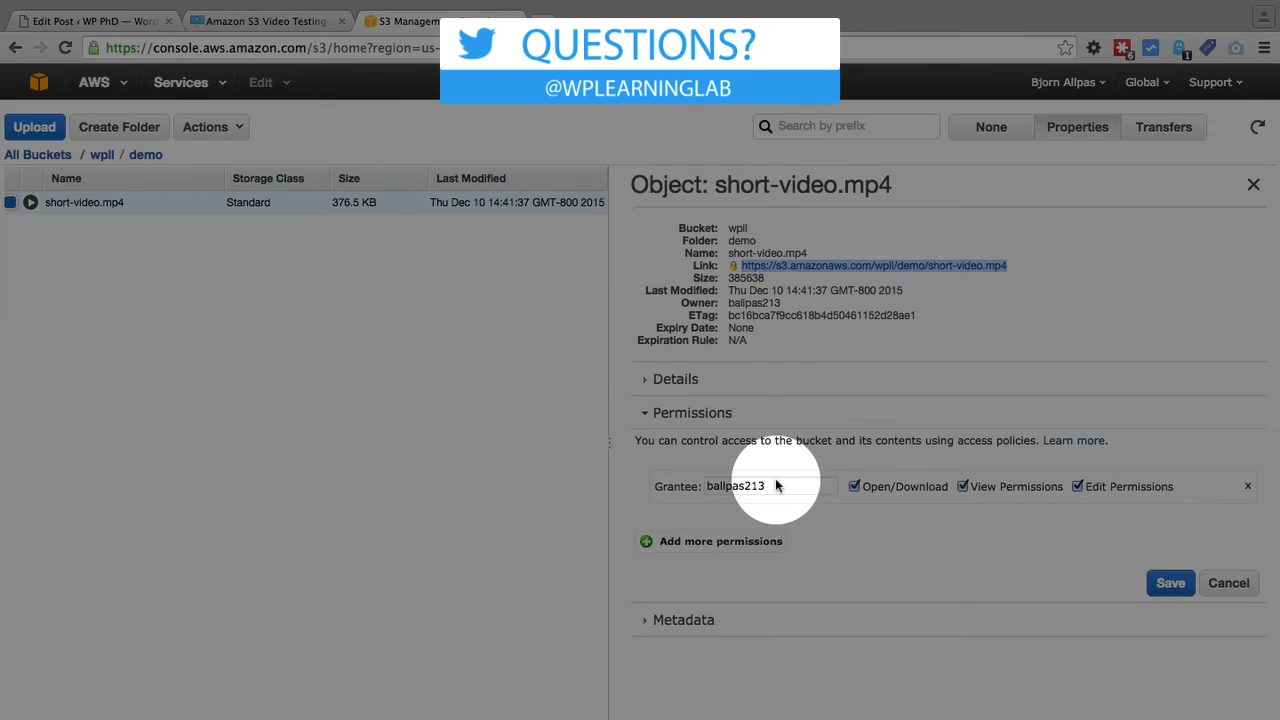 Edit Post ‹ WP PhD — Wor
Amazon S3 Video Testing
S3 Manage
https://console.aws.amazon.com/s3/home?region=us-
QUESTIONS?
@WPLEARNINGLAB
6
1
AWS
Services
Edit
Bjorn Allpas
Global
Support
Upload
Create Folder
Actions
Search by prefix
None
Properties
Transfers
All Buckets / wpll / demo
Name
Storage Class
Size
Last Modified
short-video.mp4
Standard
376.5 KB
Thu Dec 10 14:41:37 GMT-800 2015
Object: short-video.mp4
Bucket: wpll
Folder: demo
Name: short-video.mp4
Link: https://s3.amazonaws.com/wpll/demo/short-video.mp4
Size: 385638
Last Modified: Thu Dec 10 14:41:37 GMT-800 2015
Owner: ballpas213
ETag: bc16bca7f9cc618b4d50461152d28ae1
Expiry Date: None
Expiration Rule: N/A
Details
Permissions
You can control access to the bucket and its contents using access policies. Learn more.
Grantee: ballpas213 Open/Download View Permissions Edit Permissions x
Add more permissions
Save
Cancel
Metadata